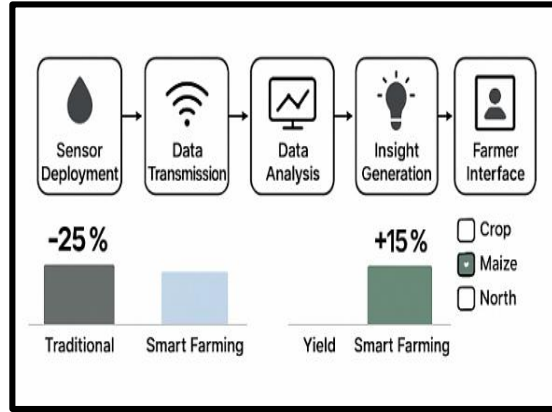 Sensor
Deployment
Data
Transmission
Data
Analysis
Insight
Generation
Farmer
Interface
-25%
+15%
Crop
Maize
North
Traditional
Smart Farming
Yield
Smart Farming